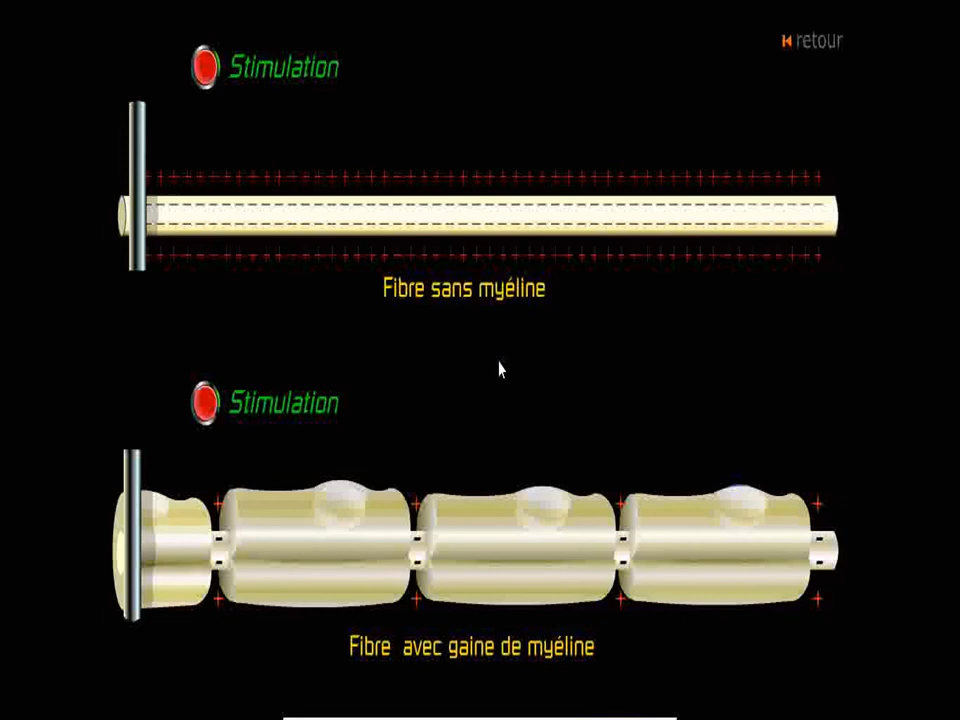 retour
Stimulation
Fibre sans myéline
Stimulation
Fibre avec gaine de myéline